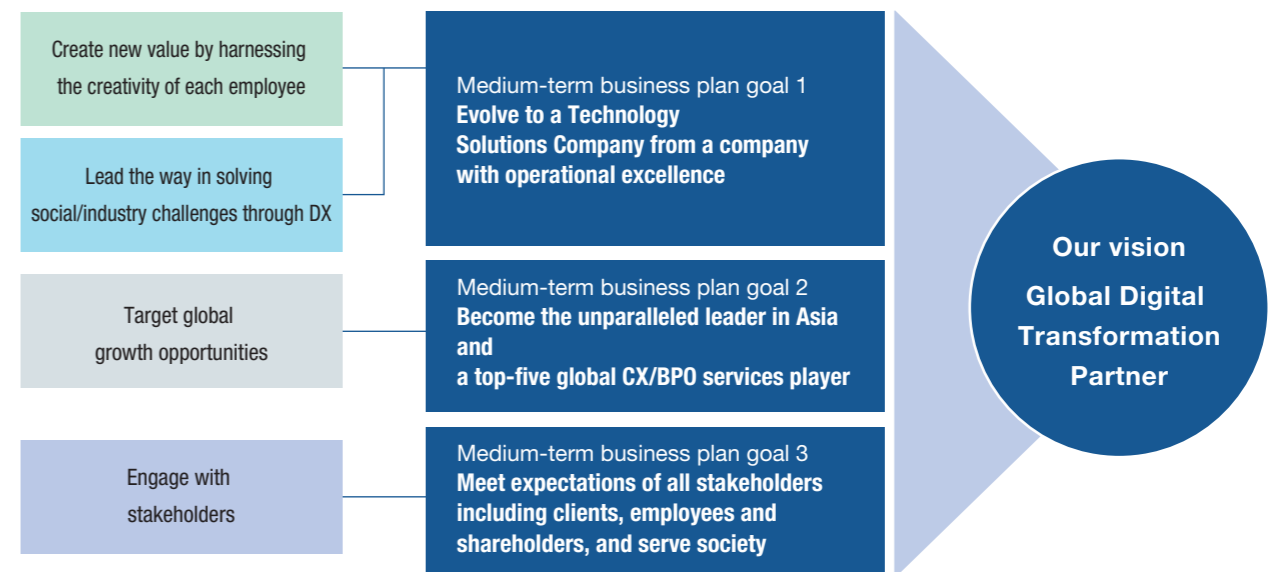 Create new value by harnessing
the creativity of each employee
Lead the way in solving
social/industry challenges through DX
Target global
growth opportunities
Engage with
stakeholders
Medium-term business plan goal 1
Evolve to a Technology
Solutions Company from a company
with operational excellence
Medium-term business plan goal 2
Become the unparalleled leader in Asia
and
a top-five global CX/BPO services player
Medium-term business plan goal 3
Meet expectations of all stakeholders
including clients, employees and
shareholders, and serve society
Our vision
Global Digital
Transformation
Partner